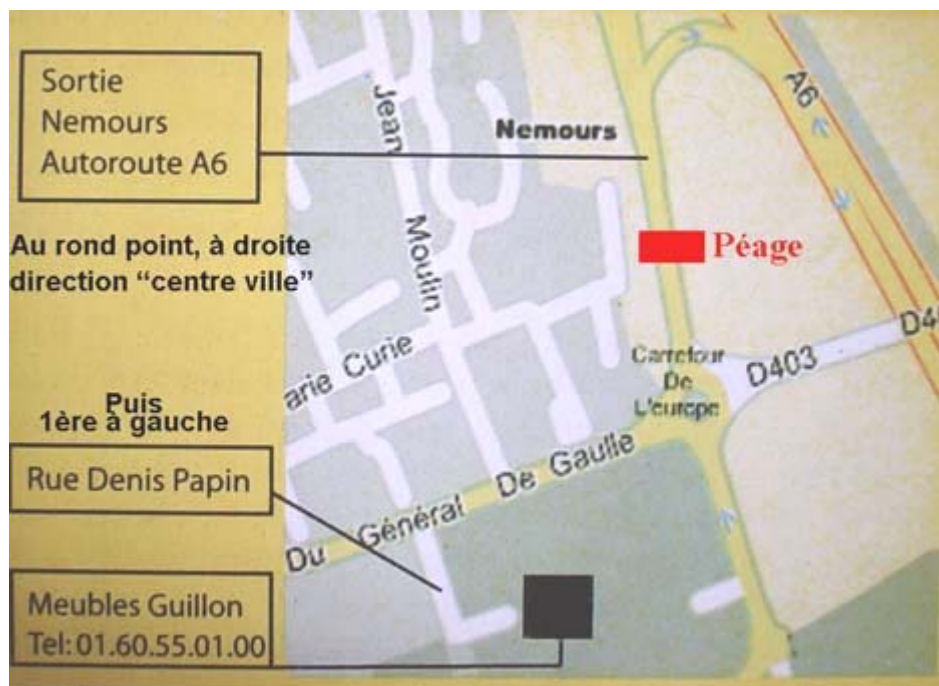 Sortie
Nemours
Autoroute A6
Au rond point, à droite
direction “centre ville”
Puis
1ère à gauche
Rue Denis Papin
Meubles Guillon
Tel: 01.60.55.01.00
Jean
Moulin
Nemours
A6
Péage
arie Curie
Carrefour
De
L'europe
D403
D4
Du Général De Gaulle